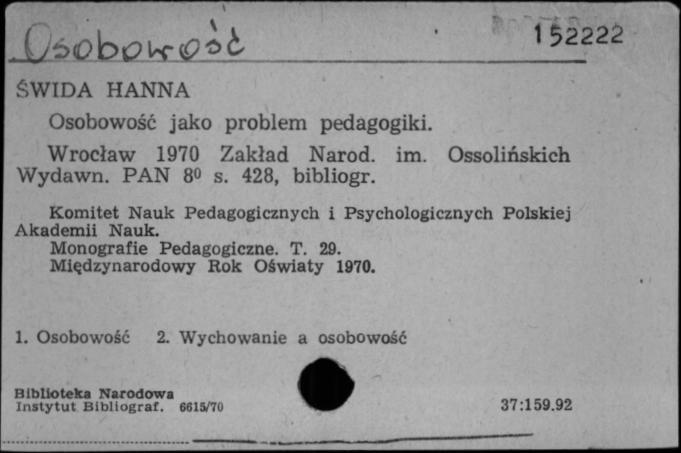 Osobowość
152222
ŚWIDA HANNA
Osobowość jako problem pedagogiki.
Wrocław 1970 Zakład Narod. im. Ossolińskich
Wydawn. PAN 8⁰ s. 428, bibliogr.
Komitet Nauk Pedagogicznych i Psychologicznych Polskiej
Akademii Nauk.
Monografie Pedagogiczne. T. 29.
Międzynarodowy Rok Oświaty 1970.
1. Osobowość 2. Wychowanie a osobowość
Biblioteka Narodowa
Instytut Bibliograf. 6615/70
37:159.92